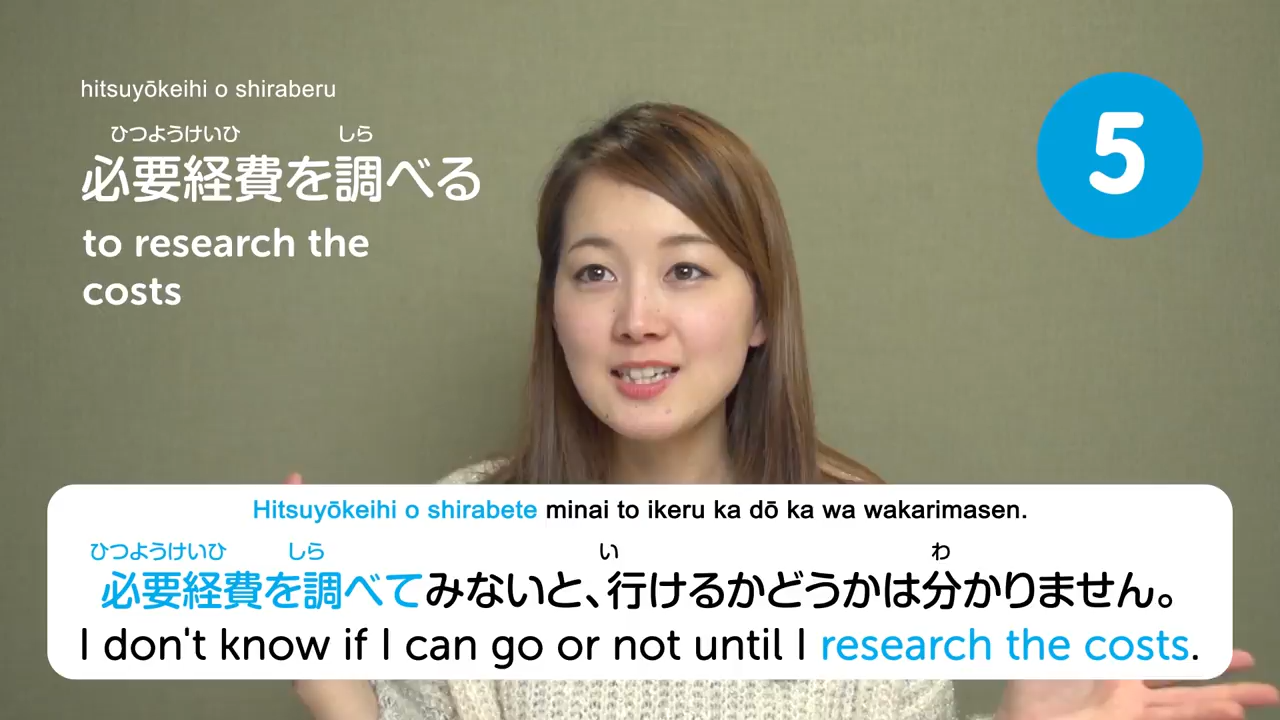 hitsuyōkeihi o shiraberu
ひつようけいひ しら
必要経費を調べる
to research the
costs
5
Hitsuyōkeihi o shirabete minai to ikeru ka dō ka wa wakarimasen.
ひつようけいひ しら い わ
必要経費を調べてみないと、行けるかどうかは分かりません。
I don't know if I can go or not until I research the costs.